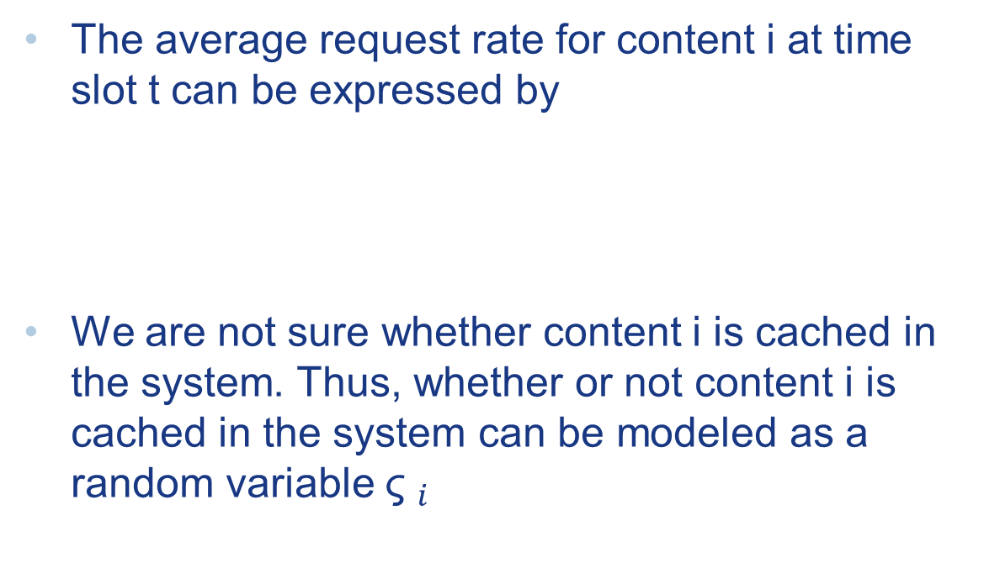 • The average request rate for content i at time
slot t can be expressed by
• We are not sure whether content i is cached in
the system. Thus, whether or not content i is
cached in the system can be modeled as a
random variable ς i